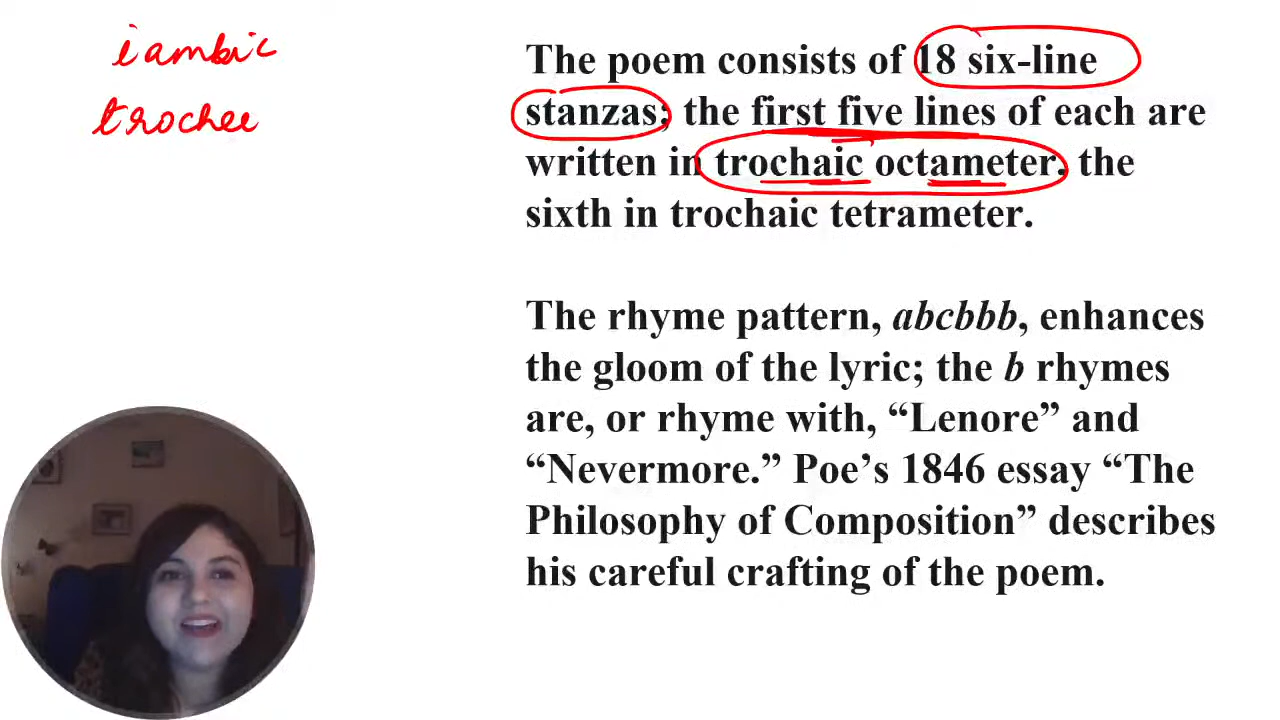 iambic
trochee
The poem consists of 18 six-line
stanzas; the first five lines of each are
written in trochaic octameter, the
sixth in trochaic tetrameter.
The rhyme pattern, abcbbb, enhances
the gloom of the lyric; the b rhymes
are, or rhyme with, “Lenore” and
“Nevermore.” Poe’s 1846 essay “The
Philosophy of Composition” describes
his careful crafting of the poem.